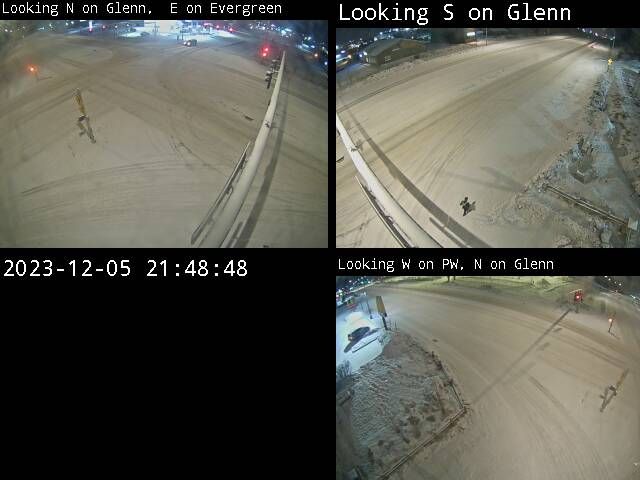 Looking N on Glenn,  E on Evergreen
Looking S on Glenn
2023-12-05 21:48:48
Looking W on PW, N on Glenn